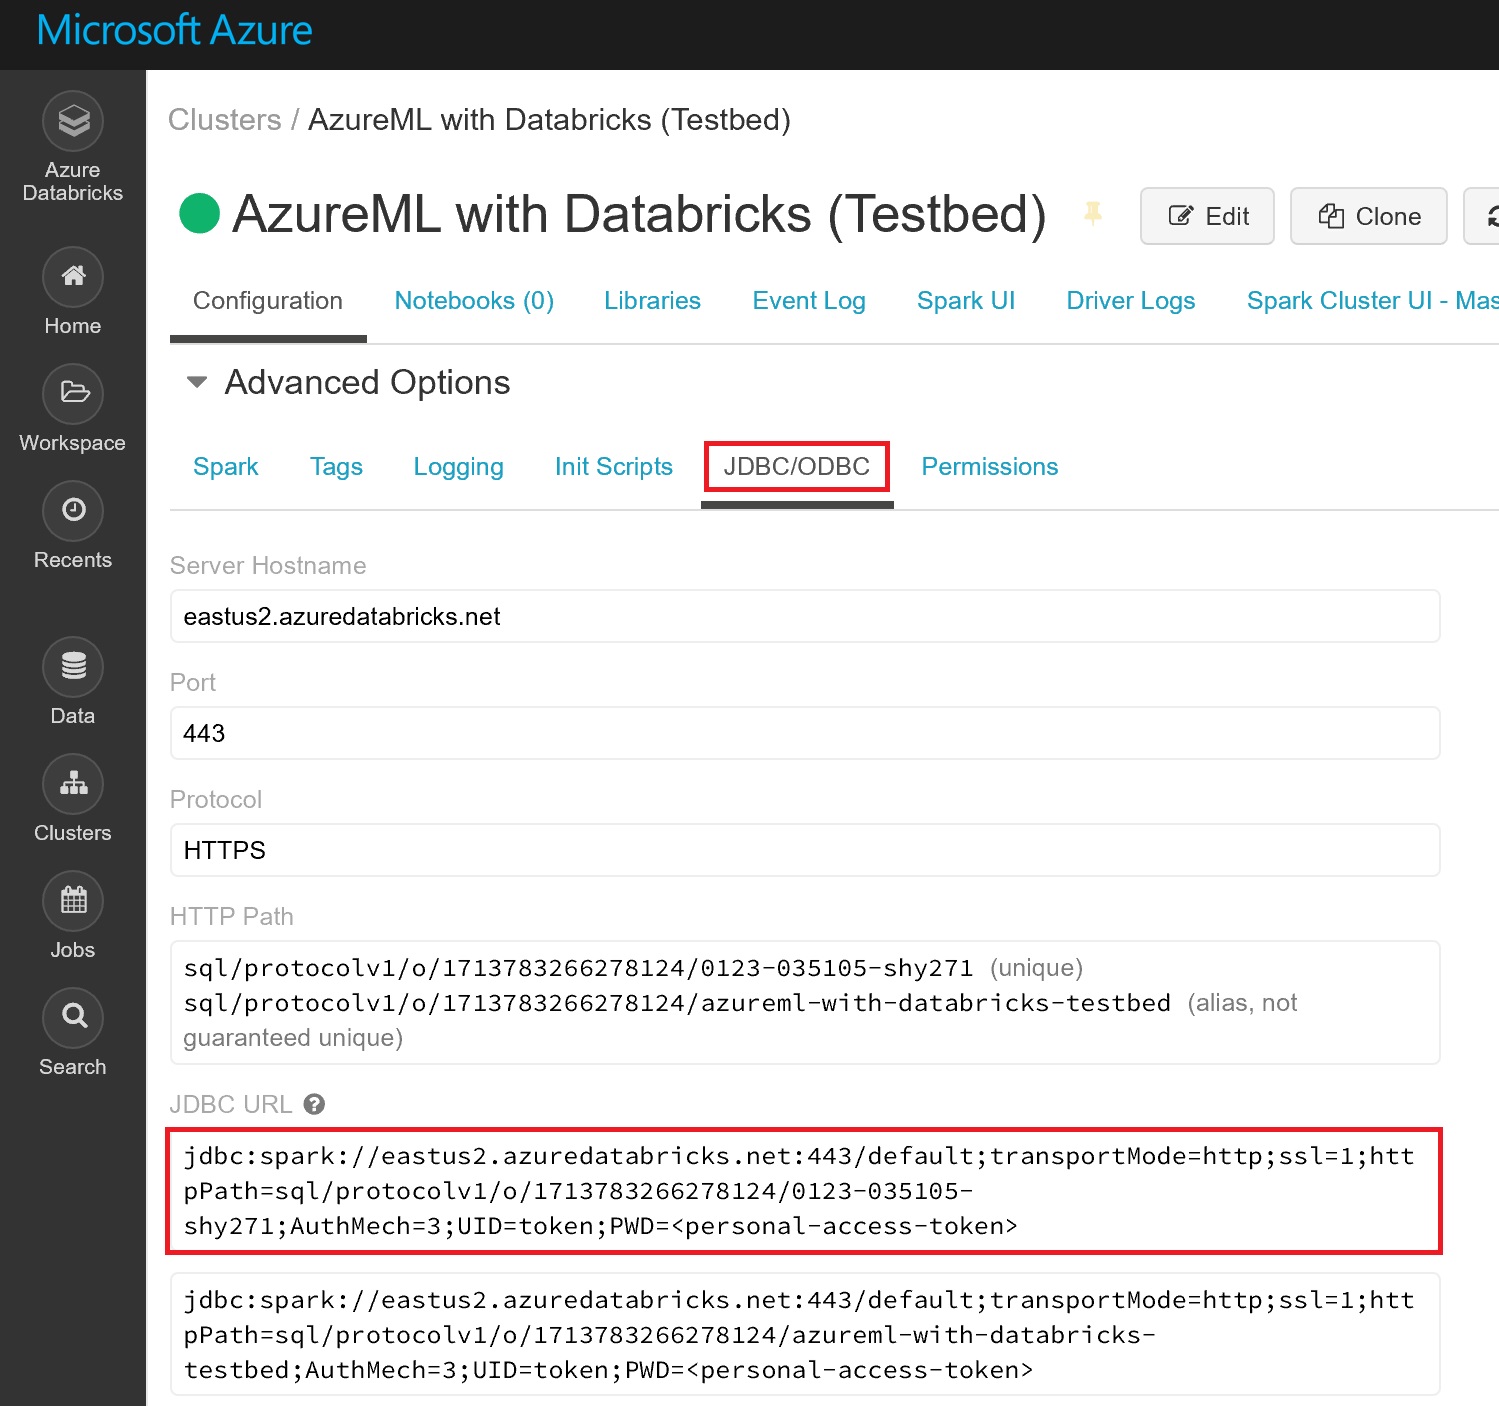 Microsoft Azure
Azure
Databricks
Home
Workspace
Recents
Data
Clusters
Jobs
Search
Clusters / AzureML with Databricks (Testbed)
AzureML with Databricks (Testbed)
Edit
Clone
Configuration Notebooks (0) Libraries Event Log Spark UI Driver Logs Spark Cluster UI - Mas
Advanced Options
Spark Tags Logging Init Scripts JDBC/ODBC Permissions
Server Hostname
eastus2.azuredatabricks.net
Port
443
Protocol
HTTPS
HTTP Path
sql/protocolv1/o/1713783266278124/0123-035105-shy271 (unique)
sql/protocolv1/o/1713783266278124/azureml-with-databricks-testbed (alias, not
guaranteed unique)
JDBC URL ?
jdbc:spark://eastus2.azuredatabricks.net:443/default;transportMode=http;ssl=1;htt
pPath=sql/protocolv1/o/1713783266278124/0123-035105-
shy271;AuthMech=3;UID=token;PWD=<personal-access-token>
jdbc:spark://eastus2.azuredatabricks.net:443/default;transportMode=http;ssl=1;htt
pPath=sql/protocolv1/o/1713783266278124/azureml-with-databricks-
testbed;AuthMech=3;UID=token;PWD=<personal-access-token>